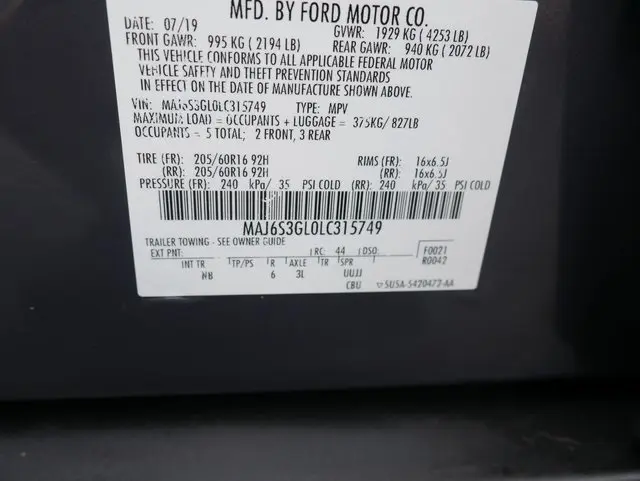 MFD. BY FORD MOTOR CO.
DATE: 07/19 GVWR: 1929 KG ( 4253 LB)
FRONT GAWR: 995 KG ( 2194 LB) REAR GAWR: 940 KG ( 2072 LB)
THIS VEHICLE CONFORMS TO ALL APPLICABLE FEDERAL MOTOR
VEHICLE SAFETY AND THEFT PREVENTION STANDARDS
IN EFFECT ON THE DATE OF MANUFACTURE SHOWN ABOVE.
VIN: MAJ6S3GL0LC315749 TYPE: MPV
MAXIMUM LOAD = OCCUPANTS + LUGGAGE = 375KG/ 827LB
OCCUPANTS = 5 TOTAL; 2 FRONT, 3 REAR
TIRE (FR): 205/60R16 92H RIMS (FR): 16x6.5J
(RR): 205/60R16 92H (RR): 16x6.5J
PRESSURE (FR): 240 kPa/ 35 PSI COLD (RR): 240 kPa/ 35 PSI COLD
MAJ6S3GL0LC315749
TRAILER TOWING - SEE OWNER GUIDE
EXT PNT: RC: 44 DSO: F0021
R0042
INT TR TP/PS R AXLE TR SPR
NB 6 3L UUJJ
CBU 5U5A-5420472-AA